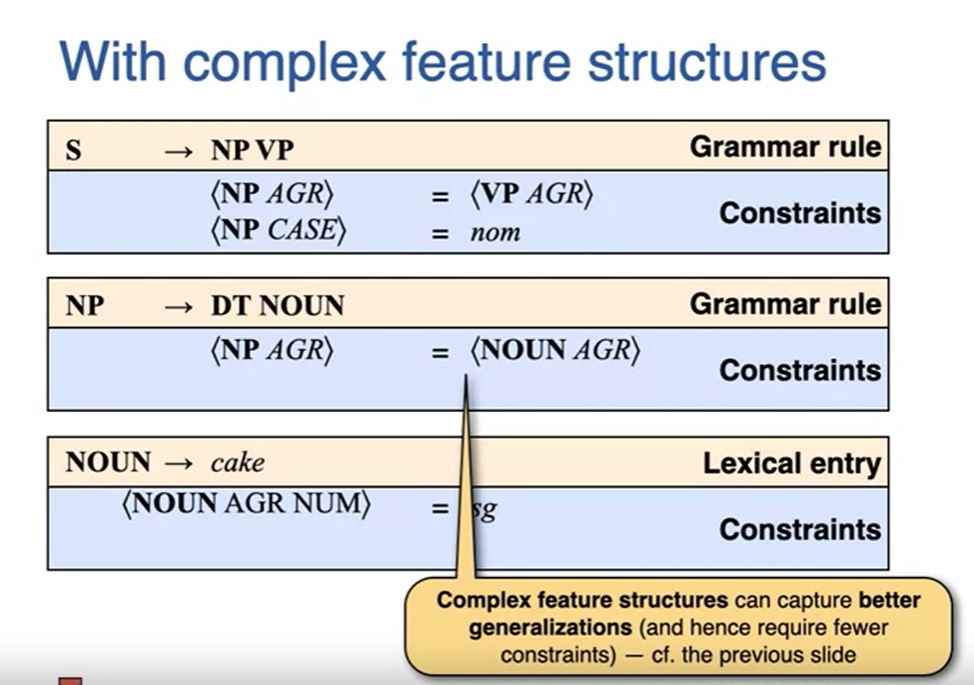 With complex feature structures
S → NP VP Grammar rule
⟨NP AGR⟩ = ⟨VP AGR⟩
Constraints
⟨NP CASE⟩ = nom
NP → DT NOUN Grammar rule
⟨NP AGR⟩ = ⟨NOUN AGR⟩
Constraints
NOUN → cake Lexical entry
⟨NOUN AGR NUM⟩ = sg
Constraints
Complex feature structures can capture better
generalizations (and hence require fewer
constraints) — cf. the previous slide